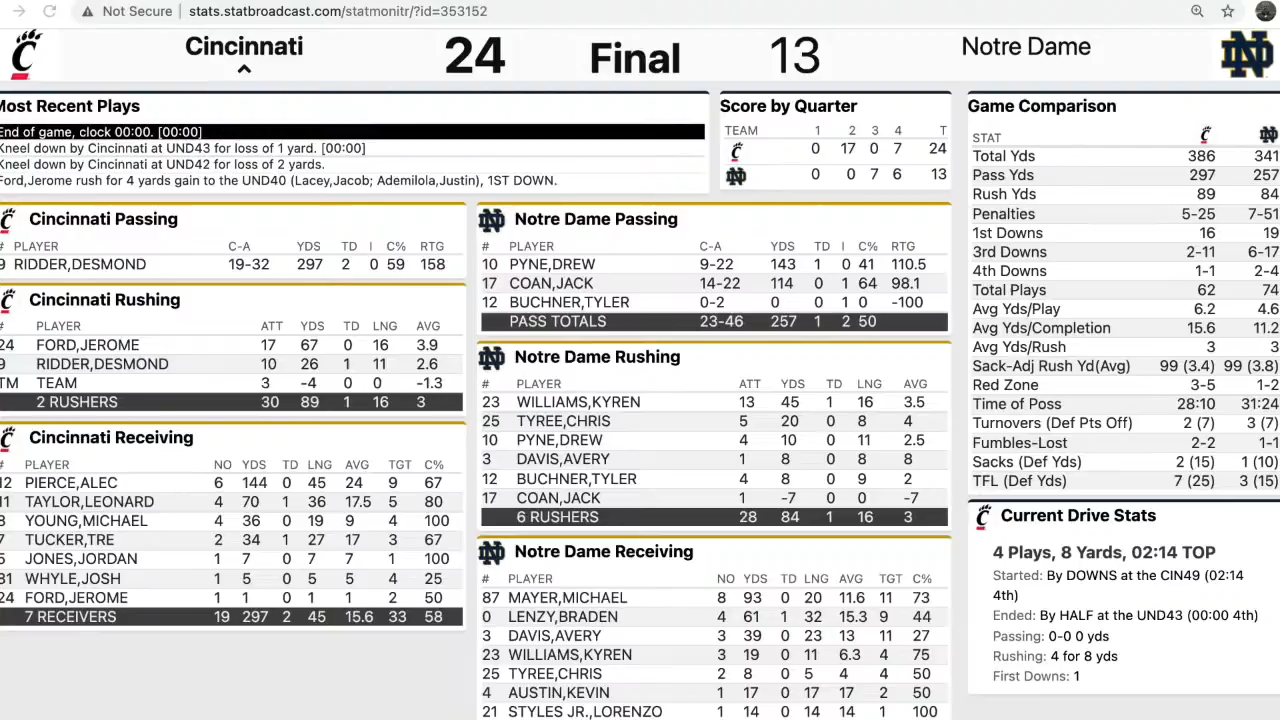 Not Secure | stats.statbroadcast.com/statmonitr/?id=353152
Cincinnati 24 Final 13 Notre Dame
Most Recent Plays
End of game, clock 00:00. [00:00]
Kneel down by Cincinnati at UND43 for loss of 1 yard. [00:00]
Kneel down by Cincinnati at UND42 for loss of 2 yards.
Ford,Jerome rush for 4 yards gain to the UND40 (Lacey,Jacob; Ademilola,Justin), 1ST DOWN.
Score by Quarter
TEAM 1 2 3 4 T
0 17 0 7 24
0 0 7 6 13
Cincinnati Passing
# PLAYER C-A YDS TD I C% RTG
9 RIDDER,DESMOND 19-32 297 2 0 59 158
Cincinnati Rushing
# PLAYER ATT YDS TD LNG AVG
24 FORD,JEROME 17 67 0 16 3.9
9 RIDDER,DESMOND 10 26 1 11 2.6
TM TEAM 3 -4 0 0 -1.3
2 RUSHERS 30 89 1 16 3
Cincinnati Receiving
# PLAYER NO YDS TD LNG AVG TGT C%
12 PIERCE,ALEC 6 144 0 45 24 9 67
11 TAYLOR,LEONARD 4 70 1 36 17.5 5 80
8 YOUNG,MICHAEL 4 36 0 19 9 4 100
7 TUCKER,TRE 2 34 1 27 17 3 67
5 JONES,JORDAN 1 7 0 7 7 1 100
81 WHYLE,JOSH 1 5 0 5 5 4 25
24 FORD,JEROME 1 1 0 1 1 2 50
7 RECEIVERS 19 297 2 45 15.6 33 58
Notre Dame Passing
# PLAYER C-A YDS TD I C% RTG
10 PYNE,DREW 9-22 143 1 0 41 110.5
17 COAN,JACK 14-22 114 0 1 64 98.1
12 BUCHNER,TYLER 0-2 0 0 1 0 -100
PASS TOTALS 23-46 257 1 2 50
Notre Dame Rushing
# PLAYER ATT YDS TD LNG AVG
23 WILLIAMS,KYREN 13 45 1 16 3.5
25 TYREE,CHRIS 5 20 0 8 4
10 PYNE,DREW 4 10 0 11 2.5
3 DAVIS,AVERY 1 8 0 8 8
12 BUCHNER,TYLER 4 8 0 9 2
17 COAN,JACK 1 -7 0 0 -7
6 RUSHERS 28 84 1 16 3
Notre Dame Receiving
# PLAYER NO YDS TD LNG AVG TGT C%
87 MAYER,MICHAEL 8 93 0 20 11.6 11 73
0 LENZY,BRADEN 4 61 1 32 15.3 9 44
3 DAVIS,AVERY 3 39 0 23 13 11 27
23 WILLIAMS,KYREN 3 19 0 11 6.3 4 75
25 TYREE,CHRIS 2 8 0 5 4 4 50
4 AUSTIN,KEVIN 1 17 0 17 17 2 50
21 STYLES JR.,LORENZO 1 14 0 14 14 1 100
Game Comparison
STAT
Total Yds 386 341
Pass Yds 297 257
Rush Yds 89 84
Penalties 5-25 7-51
1st Downs 16 19
3rd Downs 2-11 6-17
4th Downs 1-1 2-4
Total Plays 62 74
Avg Yds/Play 6.2 4.6
Avg Yds/Completion 15.6 11.2
Avg Yds/Rush 3 3
Sack-Adj Rush Yd(Avg) 99 (3.4) 99 (3.8)
Red Zone 3-5 1-2
Time of Poss 28:10 31:24
Turnovers (Def Pts Off) 2 (7) 3 (7)
Fumbles-Lost 2-2 1-1
Sacks (Def Yds) 2 (15) 1 (10)
TFL (Def Yds) 7 (25) 3 (15)
Current Drive Stats
4 Plays, 8 Yards, 02:14 TOP
Started: By DOWNS at the CIN49 (02:14
4th)
Ended: By HALF at the UND43 (00:00 4th)
Passing: 0-0 0 yds
Rushing: 4 for 8 yds
First Downs: 1